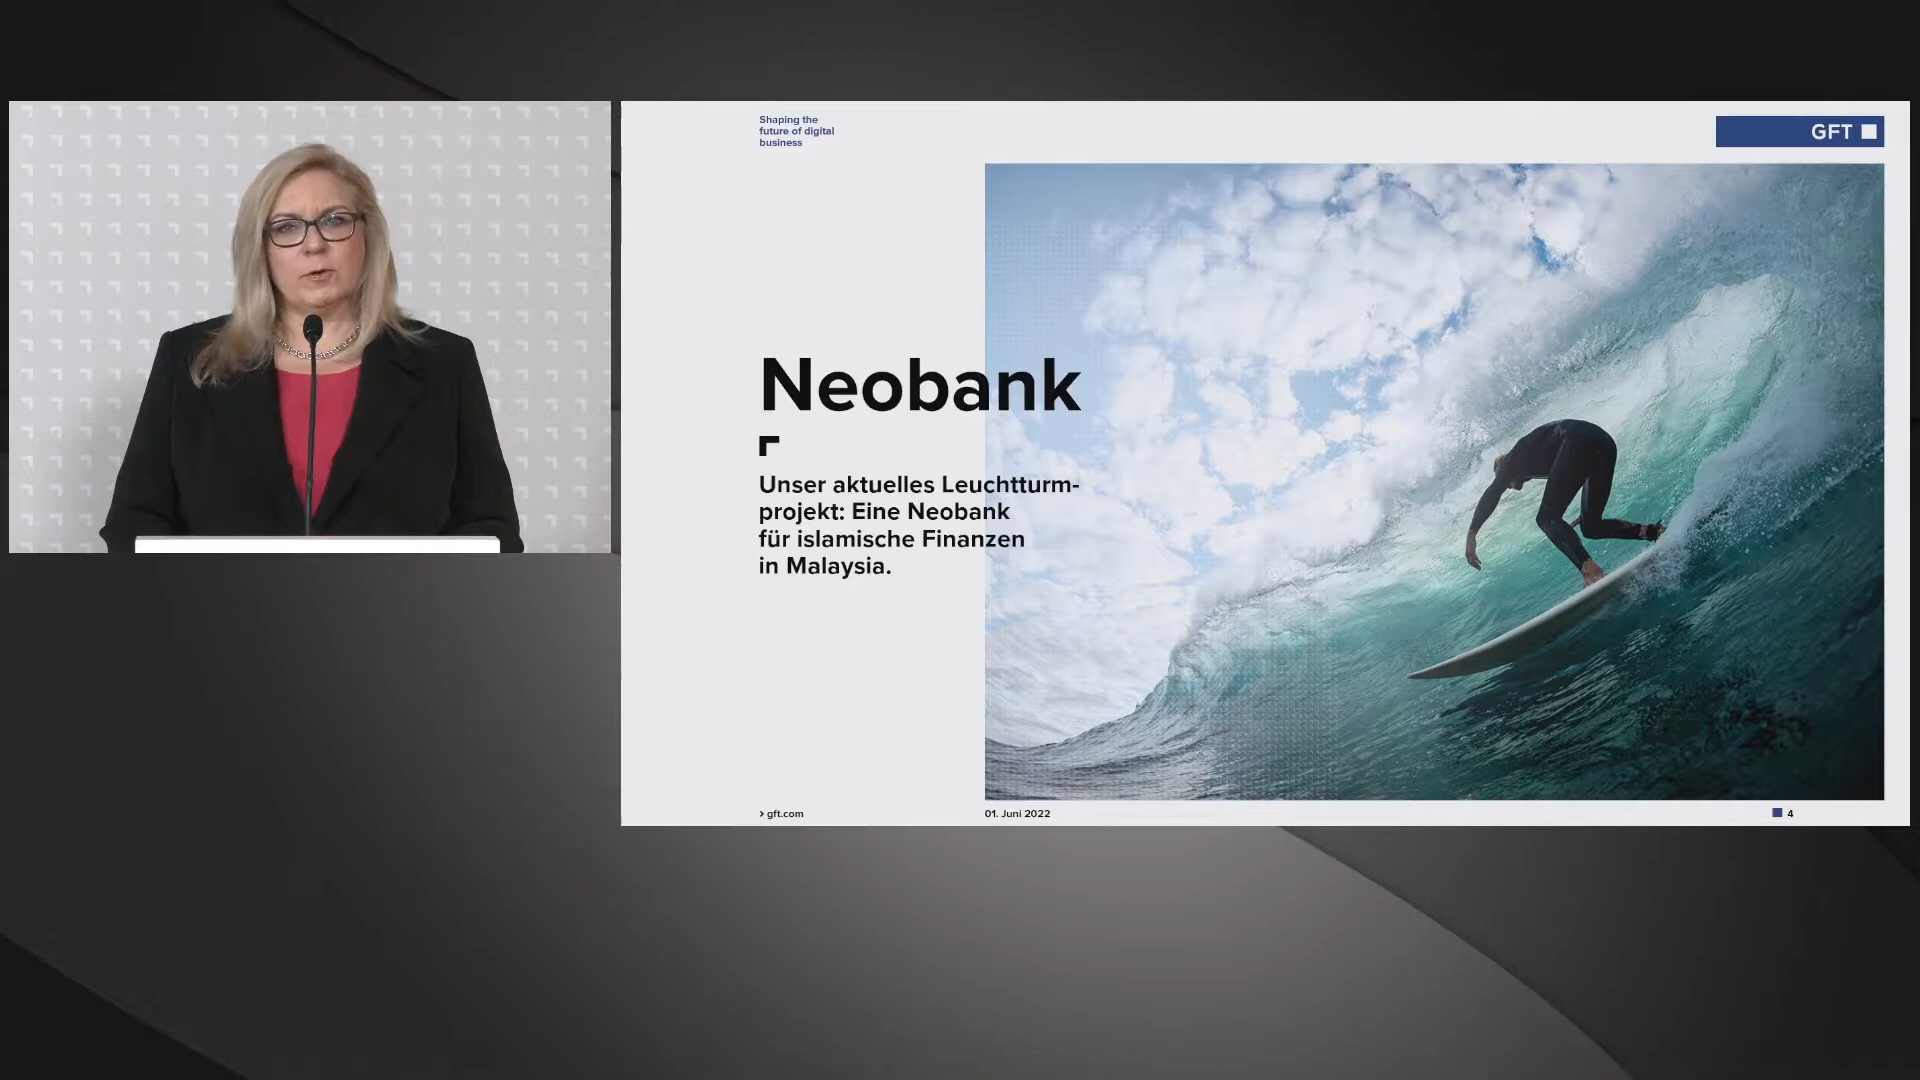 Shaping the
future of digital
business
GFT
Neobank
Unser aktuelles Leuchtturm-
projekt: Eine Neobank
für islamische Finanzen
in Malaysia.
› gft.com
01. Juni 2022
4